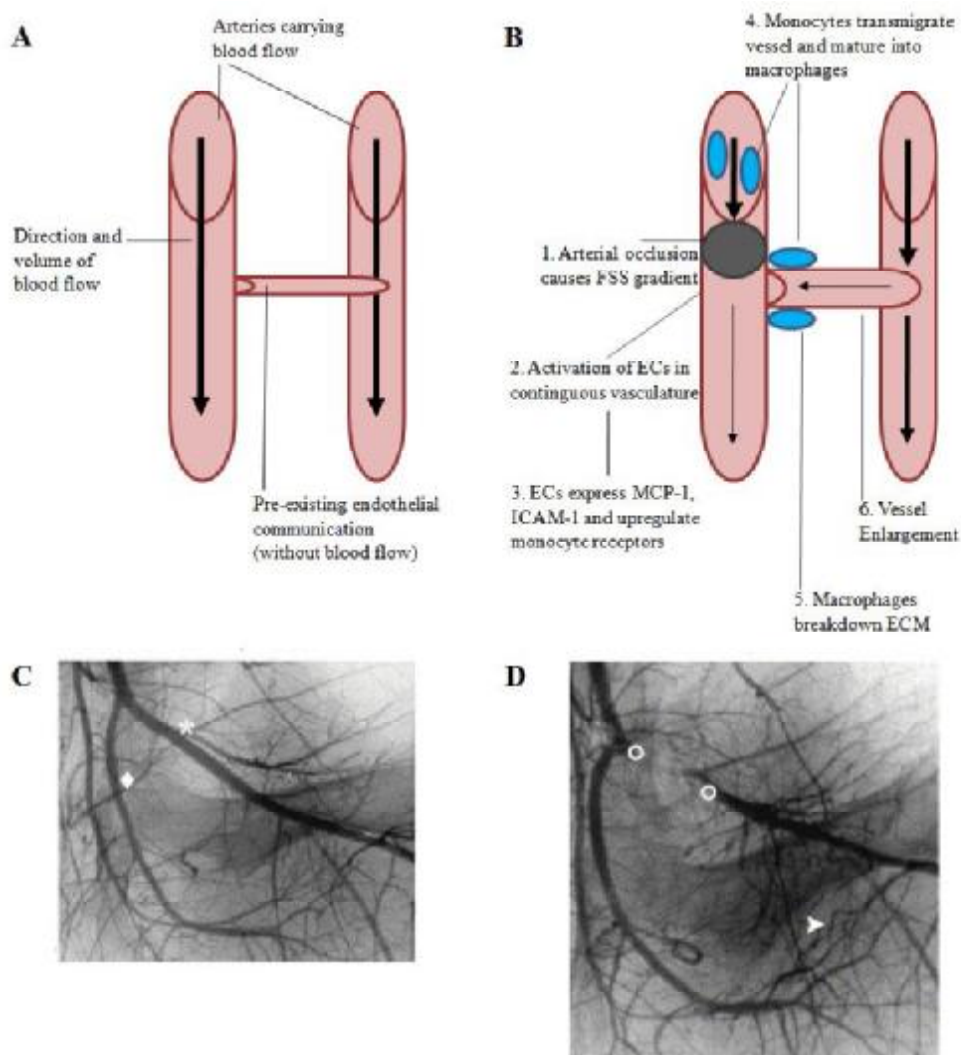 A
Arteries carrying
blood flow
Direction and
volume of
blood flow
Pre-existing endothelial
communication
(without blood flow)
B
4. Monocytes transmigrate
vessel and mature into
macrophages
1. Arterial occlusion
causes FSS gradient
2. Activation of ECs in
continguous vasculature
3. ECs express MCP-1,
ICAM-1 and upregulate
monocyte receptors
6. Vessel
Enlargement
5. Macrophages
breakdown ECM
C
D